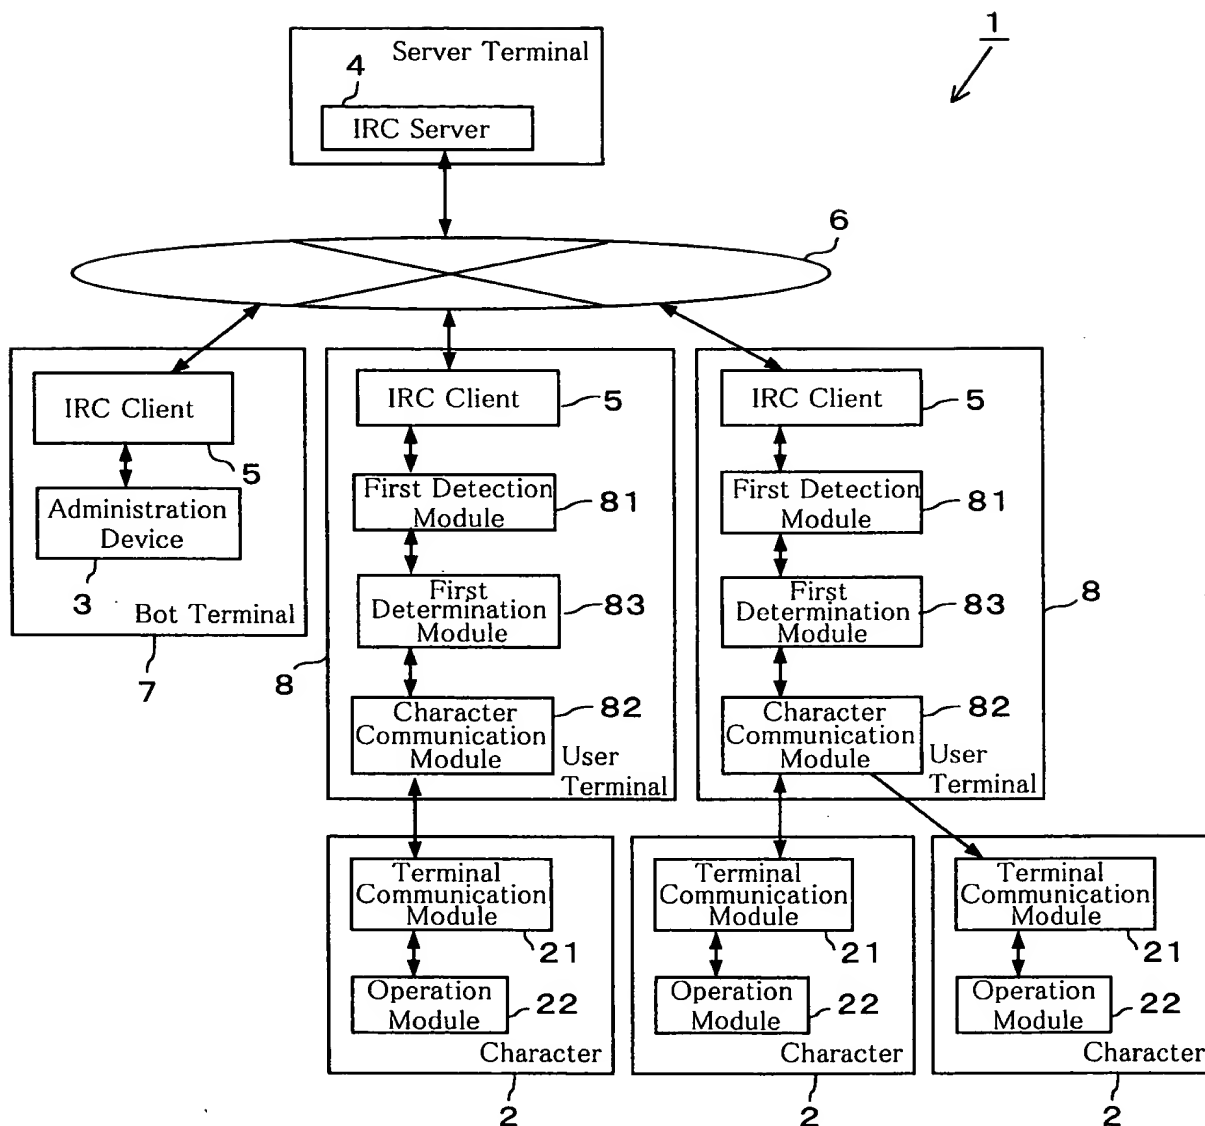 1
Server Terminal
4
IRC Server
6
IRC Client
5
Administration
Device
3
Bot Terminal
7
IRC Client
5
First Detection
Module
81
First
Determination
Module
83
Character
Communication
Module
82
User
Terminal
8
IRC Client
5
First Detection
Module
81
First
Determination
Module
83
Character
Communication
Module
82
User
Terminal
8
Terminal
Communication
Module
21
Operation
Module
22
Character
2
Terminal
Communication
Module
21
Operation
Module
22
Character
2
Terminal
Communication
Module
21
Operation
Module
22
Character
2